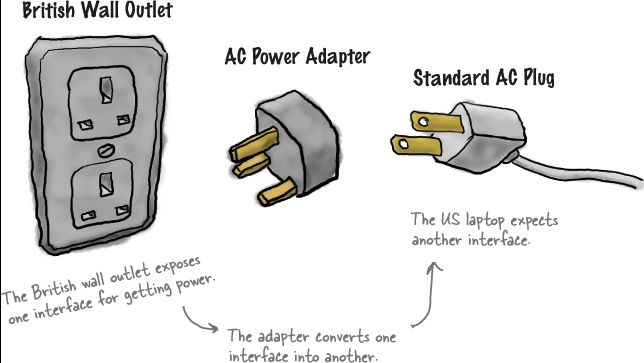 British Wall Outlet
AC Power Adapter
Standard AC Plug
The US laptop expects
another interface.
The British wall outlet exposes
one interface for getting power.
The adapter converts one
interface into another.